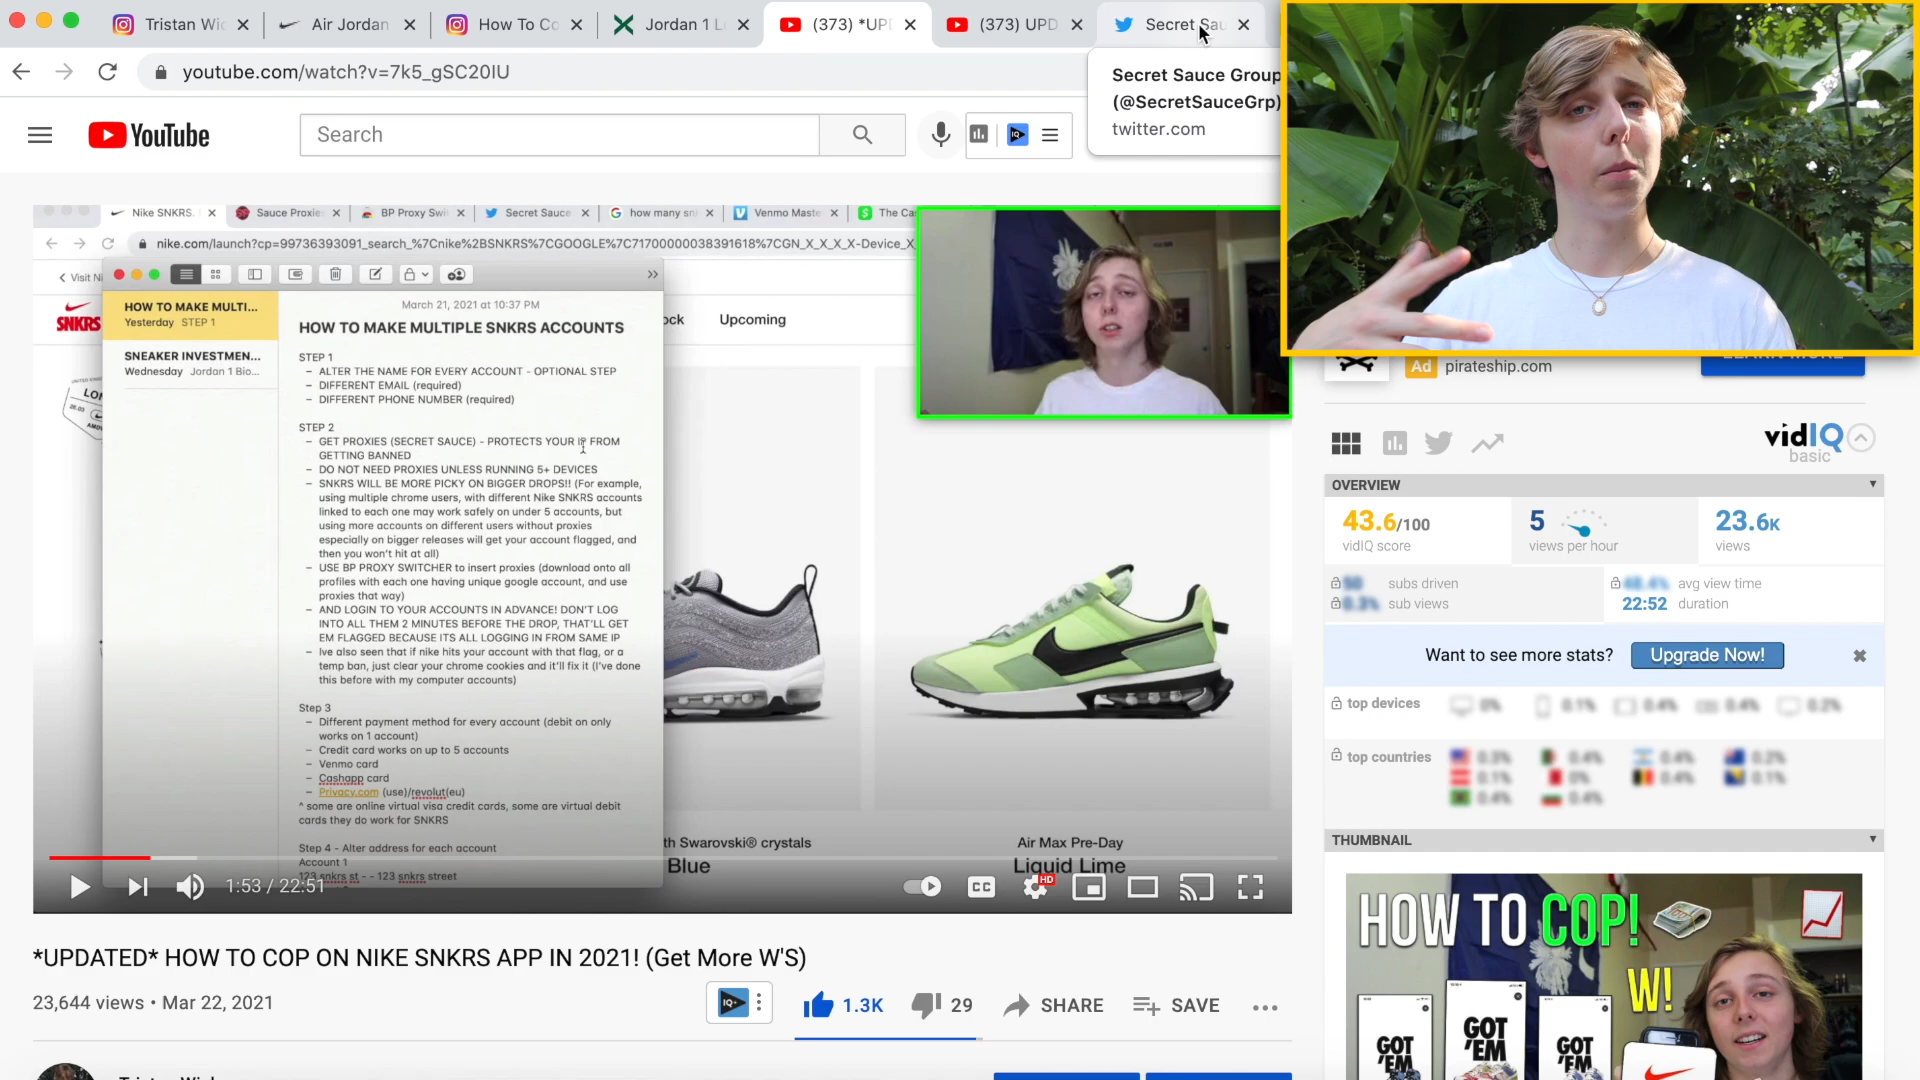 Tristan Wi
Air Jordan
How To Co
Jordan 1 L
(373) *UP
(373) UPD
Secret Sau
youtube.com/watch?v=7k5_gSC20IU
Secret Sauce Group
(@SecretSauceGrp)
twitter.com
YouTube
Search
Nike SNKRS.
Sauce Proxie
BP Proxy Swi
Secret Sauce
how many sn
Venmo Maste
The Ca
nike.com/launch?cp=99736393091_search_%7Cnike%2BSNKRS%7CGOOGLE%7C71700000038391618%7CGN_X_X_X_X-Device_X_
Visit Ni
SNKRS
ock
Upcoming
HOW TO MAKE MULTI...
Yesterday STEP 1
SNEAKER INVESTMEN...
Wednesday Jordan 1 Bio...
March 21, 2021 at 10:37 PM
HOW TO MAKE MULTIPLE SNKRS ACCOUNTS
STEP 1
- ALTER THE NAME FOR EVERY ACCOUNT - OPTIONAL STEP
- DIFFERENT EMAIL (required)
- DIFFERENT PHONE NUMBER (required)
STEP 2
- GET PROXIES (SECRET SAUCE) - PROTECTS YOUR IP FROM
GETTING BANNED
- DO NOT NEED PROXIES UNLESS RUNNING 5+ DEVICES
- SNKRS WILL BE MORE PICKY ON BIGGER DROPS!! (For example,
using multiple chrome users, with different Nike SNKRS accounts
linked to each one may work safely on under 5 accounts, but
using more accounts on different users without proxies
especially on bigger releases will get your account flagged, and
then you won't hit at all)
- USE BP PROXY SWITCHER to insert proxies (download onto all
profiles with each one having unique google account, and use
proxies that way)
- AND LOGIN TO YOUR ACCOUNTS IN ADVANCE! DON'T LOG
INTO ALL THEM 2 MINUTES BEFORE THE DROP, THAT'LL GET
EM FLAGGED BECAUSE ITS ALL LOGGING IN FROM SAME IP
- Ive also seen that if nike hits your account with that flag, or a
temp ban, just clear your chrome cookies and it'll fix it (I've done
this before with my computer accounts)
Step 3
- Different payment method for every account (debit on only
works on 1 account)
- Credit card works on up to 5 accounts
- Venmo card
- Cashapp card
- Privacy.com (use)/revolut(eu)
^ some are online virtual visa credit cards, some are virtual debit
cards they do work for SNKRS
Step 4 - Alter address for each account
Account 1
123 snkrs st - - 123 snkrs street
th Swarovski® crystals
Blue
Air Max Pre-Day
Liquid Lime
1:53 / 22:51
CC
HD
*UPDATED* HOW TO COP ON NIKE SNKRS APP IN 2021! (Get More W'S)
23,644 views • Mar 22, 2021
IQ
1.3K
29
SHARE
SAVE
Ad
pirateship.com
LEARN MORE
vidIQ
basic
OVERVIEW
43.6/100
vidIQ score
5
views per hour
23.6K
views
subs driven
sub views
avg view time
22:52 duration
Want to see more stats?
Upgrade Now!
top devices
top countries
THUMBNAIL
HOW TO COP!
W!
GOT
'EM
GOT
'EM
GOT
'EM